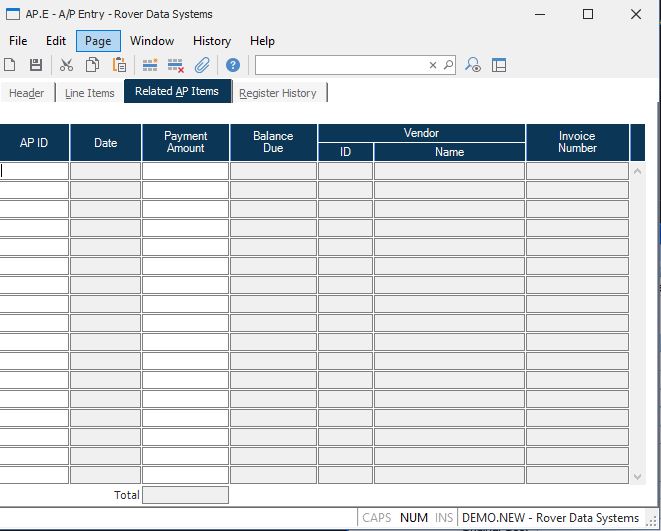 AP.E - A/P Entry - Rover Data Systems
File Edit Page Window History Help
Header Line Items Related AP Items Register History
AP ID Date Payment Amount Balance Due Vendor ID Name Invoice Number
Total
CAPS NUM INS DEMO.NEW - Rover Data Systems